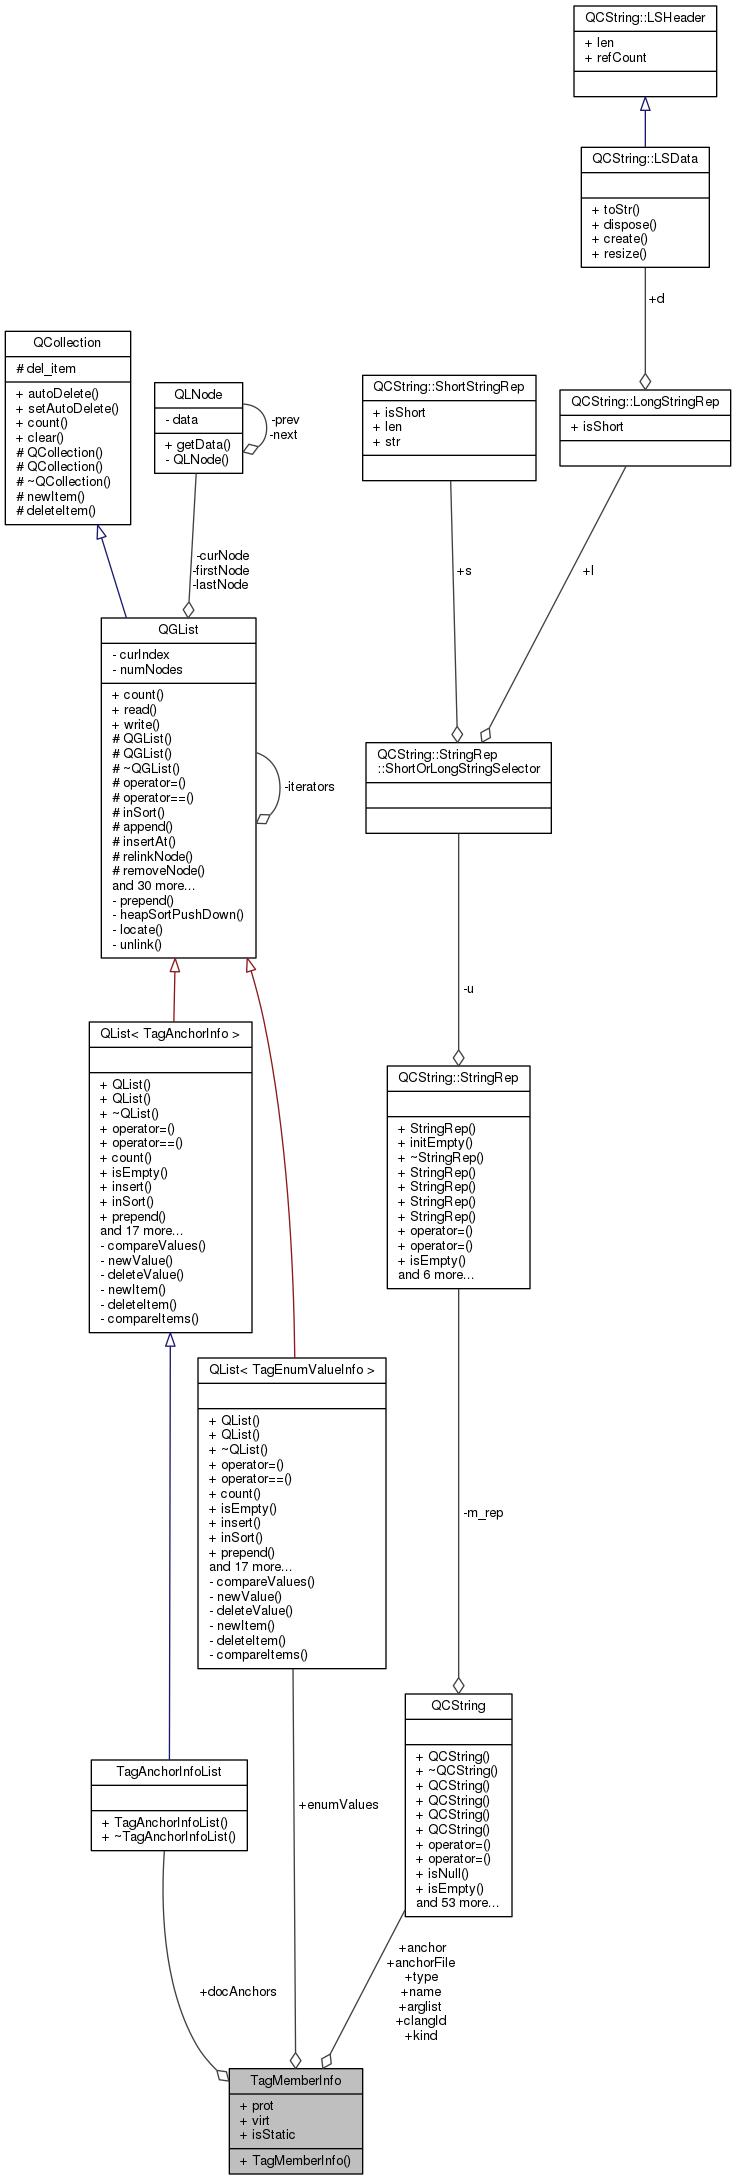 QCString::LSHeader
+ len
+ refCount
QCString::LSData
+ toStr()
+ dispose()
+ create()
+ resize()
+d
QCollection
# del_item
+ autoDelete()
+ setAutoDelete()
+ count()
+ clear()
# QCollection()
# QCollection()
# ~QCollection()
# newItem()
# deleteItem()
QLNode
- data
+ getData()
- QLNode()
-prev
-next
QCString::ShortStringRep
+ isShort
+ len
+ str
QCString::LongStringRep
+ isShort
-curNode
-firstNode
-lastNode
+s
+l
QGList
- curIndex
- numNodes
+ count()
+ read()
+ write()
# QGList()
# QGList()
# ~QGList()
# operator=()
# operator==()
# inSort()
# append()
# insertAt()
# relinkNode()
# removeNode()
and 30 more...
- prepend()
- heapSortPushDown()
- locate()
- unlink()
-iterators
QCString::StringRep
::ShortOrLongStringSelector
-u
QList< TagAnchorInfo >
+ QList()
+ QList()
+ ~QList()
+ operator=()
+ operator==()
+ count()
+ isEmpty()
+ insert()
+ inSort()
+ prepend()
and 17 more...
- compareValues()
- newValue()
- deleteValue()
- newItem()
- deleteItem()
- compareItems()
QCString::StringRep
+ StringRep()
+ initEmpty()
+ ~StringRep()
+ StringRep()
+ StringRep()
+ StringRep()
+ StringRep()
+ operator=()
+ operator=()
+ isEmpty()
and 6 more...
QList< TagEnumValueInfo >
+ QList()
+ QList()
+ ~QList()
+ operator=()
+ operator==()
+ count()
+ isEmpty()
+ insert()
+ inSort()
+ prepend()
and 17 more...
- compareValues()
- newValue()
- deleteValue()
- newItem()
- deleteItem()
- compareItems()
-m_rep
QCString
+ QCString()
+ ~QCString()
+ QCString()
+ QCString()
+ QCString()
+ QCString()
+ operator=()
+ operator=()
+ isNull()
+ isEmpty()
and 53 more...
TagAnchorInfoList
+ TagAnchorInfoList()
+ ~TagAnchorInfoList()
+enumValues
+docAnchors
+anchor
+anchorFile
+type
+name
+arglist
+clangId
+kind
TagMemberInfo
+ prot
+ virt
+ isStatic
+ TagMemberInfo()